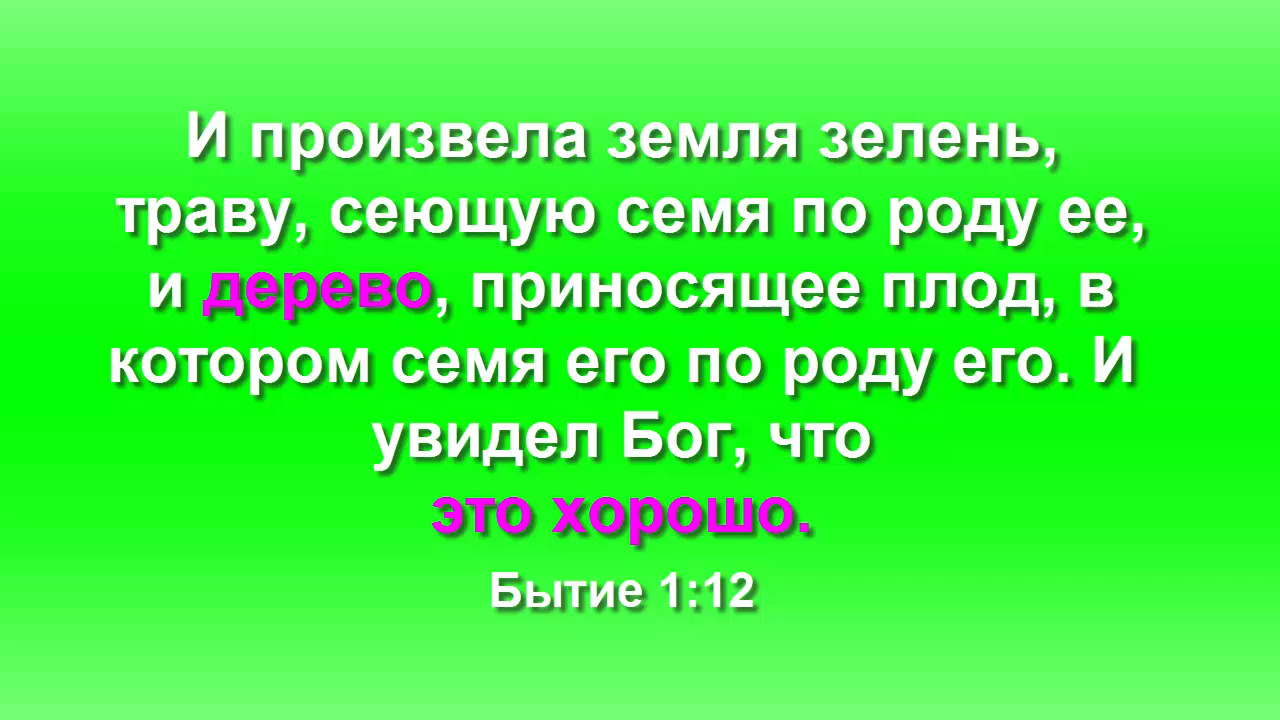 И произвела земля зелень,
траву, сеющую семя по роду ее,
и дерево, приносящее плод, в
котором семя его по роду его. И
увидел Бог, что
это хорошо.
Бытие 1:12